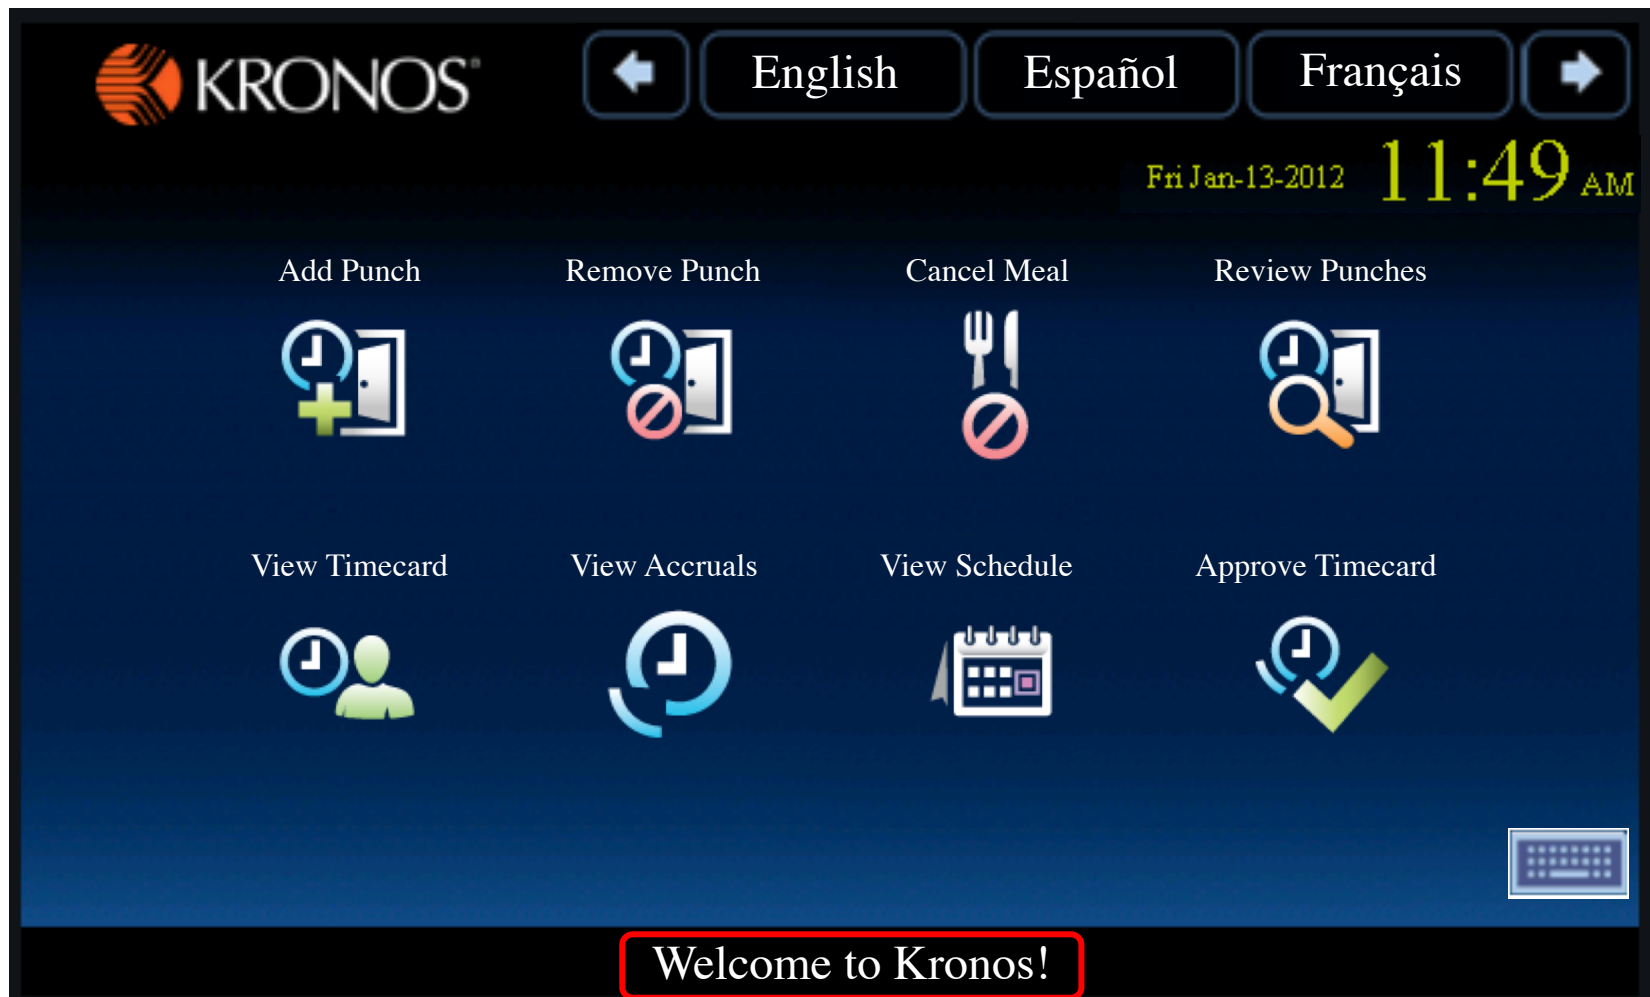 KRONOS®
English Español Français
Fri Jan-13-2012 11:49 AM
Add Punch Remove Punch Cancel Meal Review Punches
View Timecard View Accruals View Schedule Approve Timecard
Welcome to Kronos!